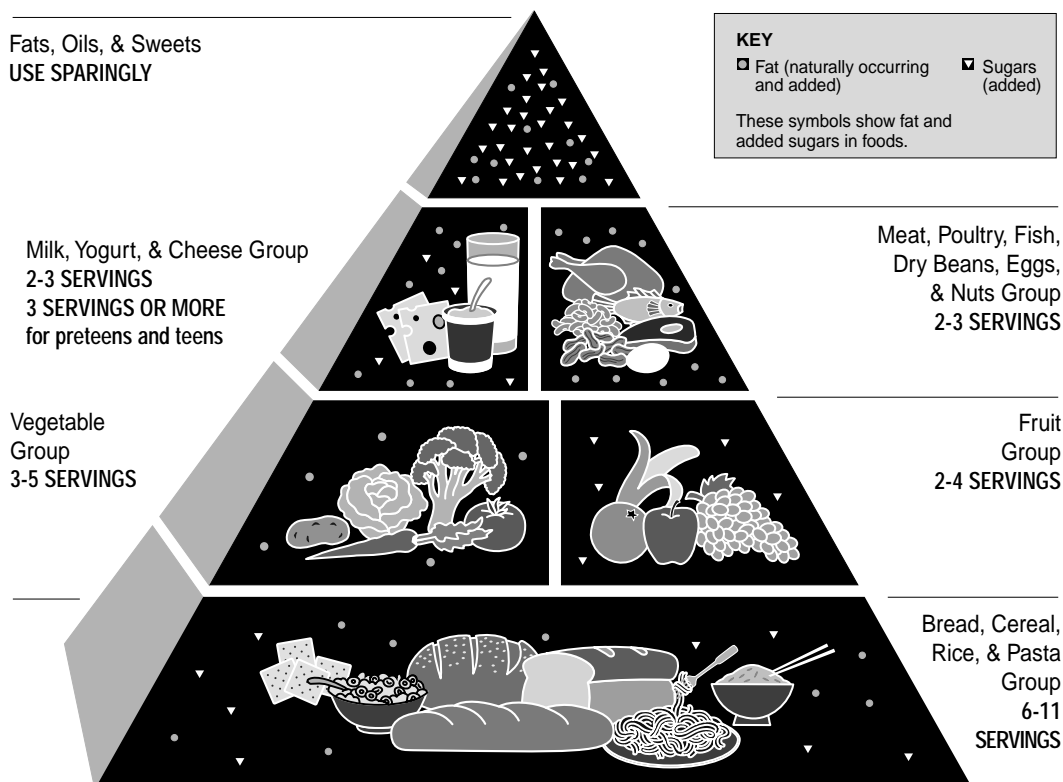 Fats, Oils, & Sweets
USE SPARINGLY
KEY
Fat (naturally occurring
and added)
Sugars
(added)
These symbols show fat and
added sugars in foods.
Milk, Yogurt, & Cheese Group
2-3 SERVINGS
3 SERVINGS OR MORE
for preteens and teens
Meat, Poultry, Fish,
Dry Beans, Eggs,
& Nuts Group
2-3 SERVINGS
Vegetable
Group
3-5 SERVINGS
Fruit
Group
2-4 SERVINGS
Bread, Cereal,
Rice, & Pasta
Group
6-11
SERVINGS